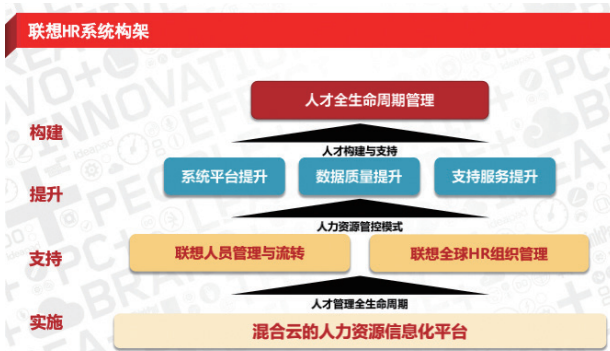 联想HR系统构架
人才全生命周期管理
构建
人才构建与支持
系统平台提升
数据质量提升
支持服务提升
提升
人力资源管控模式
联想人员管理与流转
联想全球HR组织管理
支持
人才管理全生命周期
实施
混合云的人力资源信息化平台